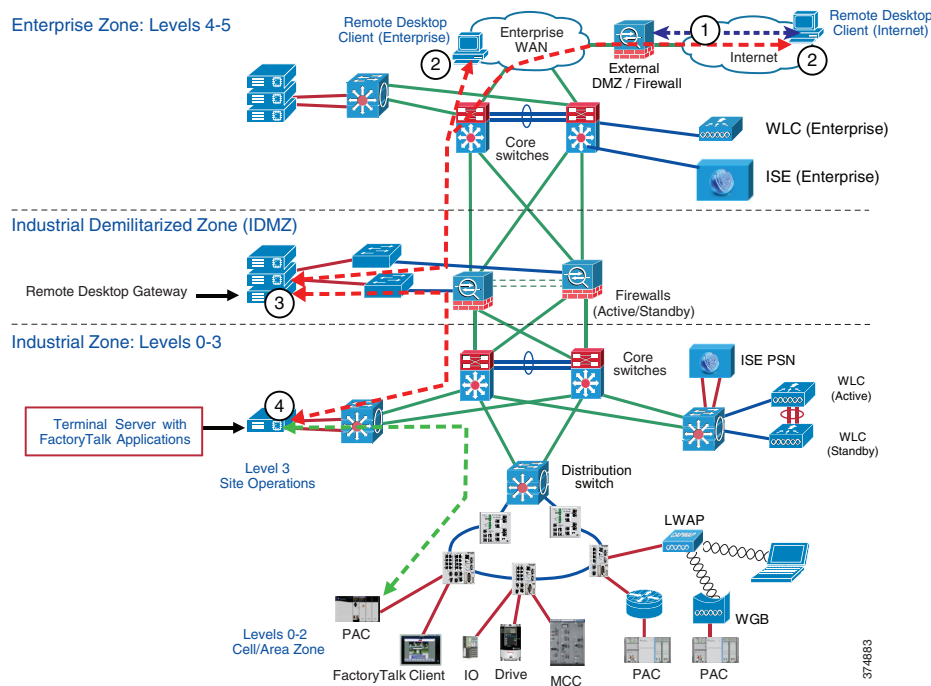 Enterprise Zone: Levels 4-5
Remote Desktop
Client (Enterprise)
2
Enterprise
WAN
External
DMZ / Firewall
1
Internet
Remote Desktop
Client (Internet)
2
Core
switches
WLC (Enterprise)
ISE (Enterprise)
Industrial Demilitarized Zone (IDMZ)
Remote Desktop Gateway
3
Firewalls
(Active/Standby)
Industrial Zone: Levels 0-3
Core
switches
ISE PSN
WLC
(Active)
WLC
(Standby)
4
Terminal Server with
FactoryTalk Applications
Level 3
Site Operations
Distribution
switch
LWAP
CAPWAP
WGB
PAC
Levels 0-2
Cell/Area Zone
FactoryTalk Client
IO
Drive
MCC
PAC
PAC
374883